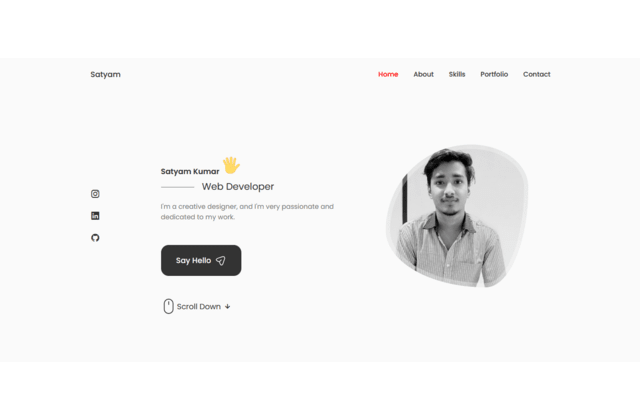 Satyam
Home About Skills Portfolio Contact
Satyam Kumar
Web Developer
I'm a creative designer, and I'm very passionate and
dedicated to my work.
Say Hello
Scroll Down